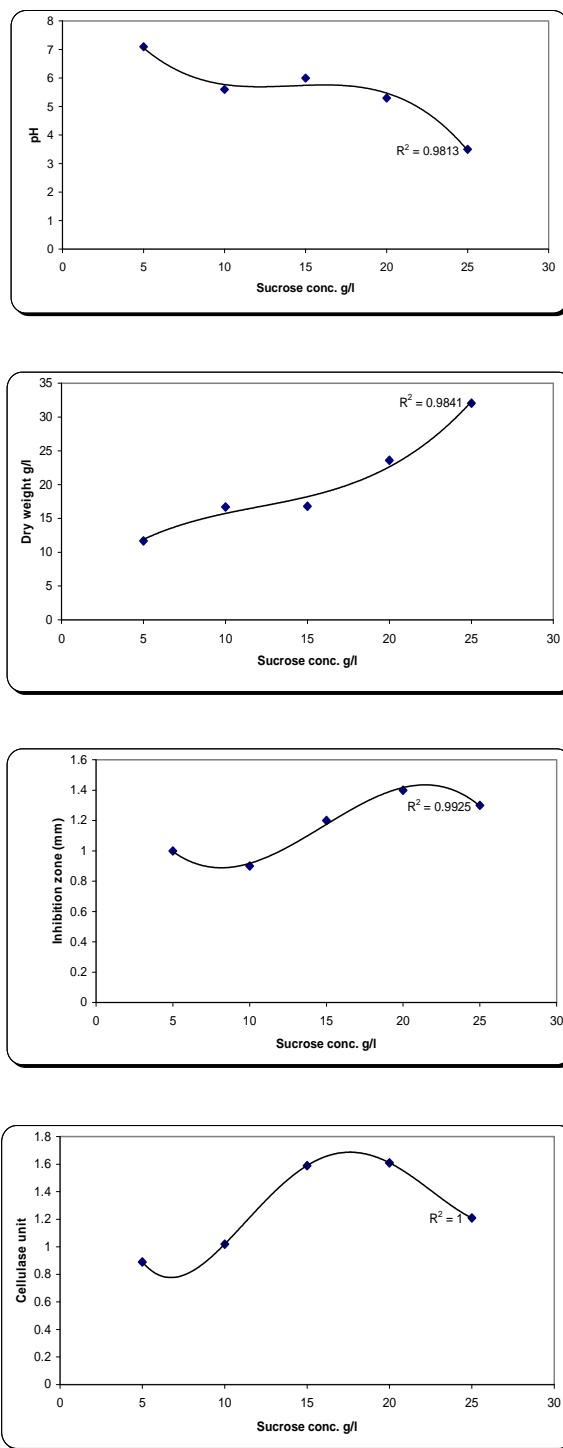 8
7
6
5
4
3
2
1
0
pH
R² = 0.9813
0 5 10 15 20 25 30
Sucrose conc. g/l
35
30
25
20
15
10
5
0
Dry weight g/l
R² = 0.9841
0 5 10 15 20 25 30
Sucrose conc. g/l
1.6
1.4
1.2
1
0.8
0.6
0.4
0.2
0
Inhibition zone (mm)
R² = 0.9925
0 5 10 15 20 25 30
Sucrose conc. g/l
1.8
1.6
1.4
1.2
1
0.8
0.6
0.4
0.2
0
Cellulase unit
R² = 1
0 5 10 15 20 25 30
Sucrose conc. g/l